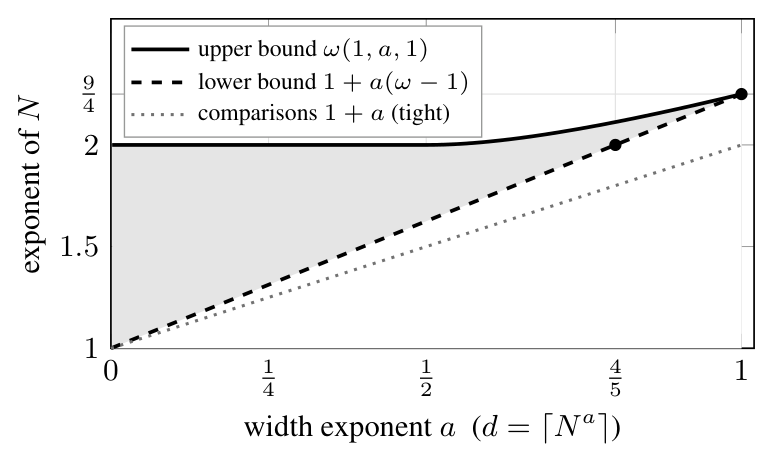 upper bound ω(1, a, 1)
lower bound 1 + a(ω − 1)
comparisons 1 + a (tight)
exponent of N
9/4
2
1.5
1
0
1/4
1/2
4/5
1
width exponent a (d = ⌈Nᵃ⌉)